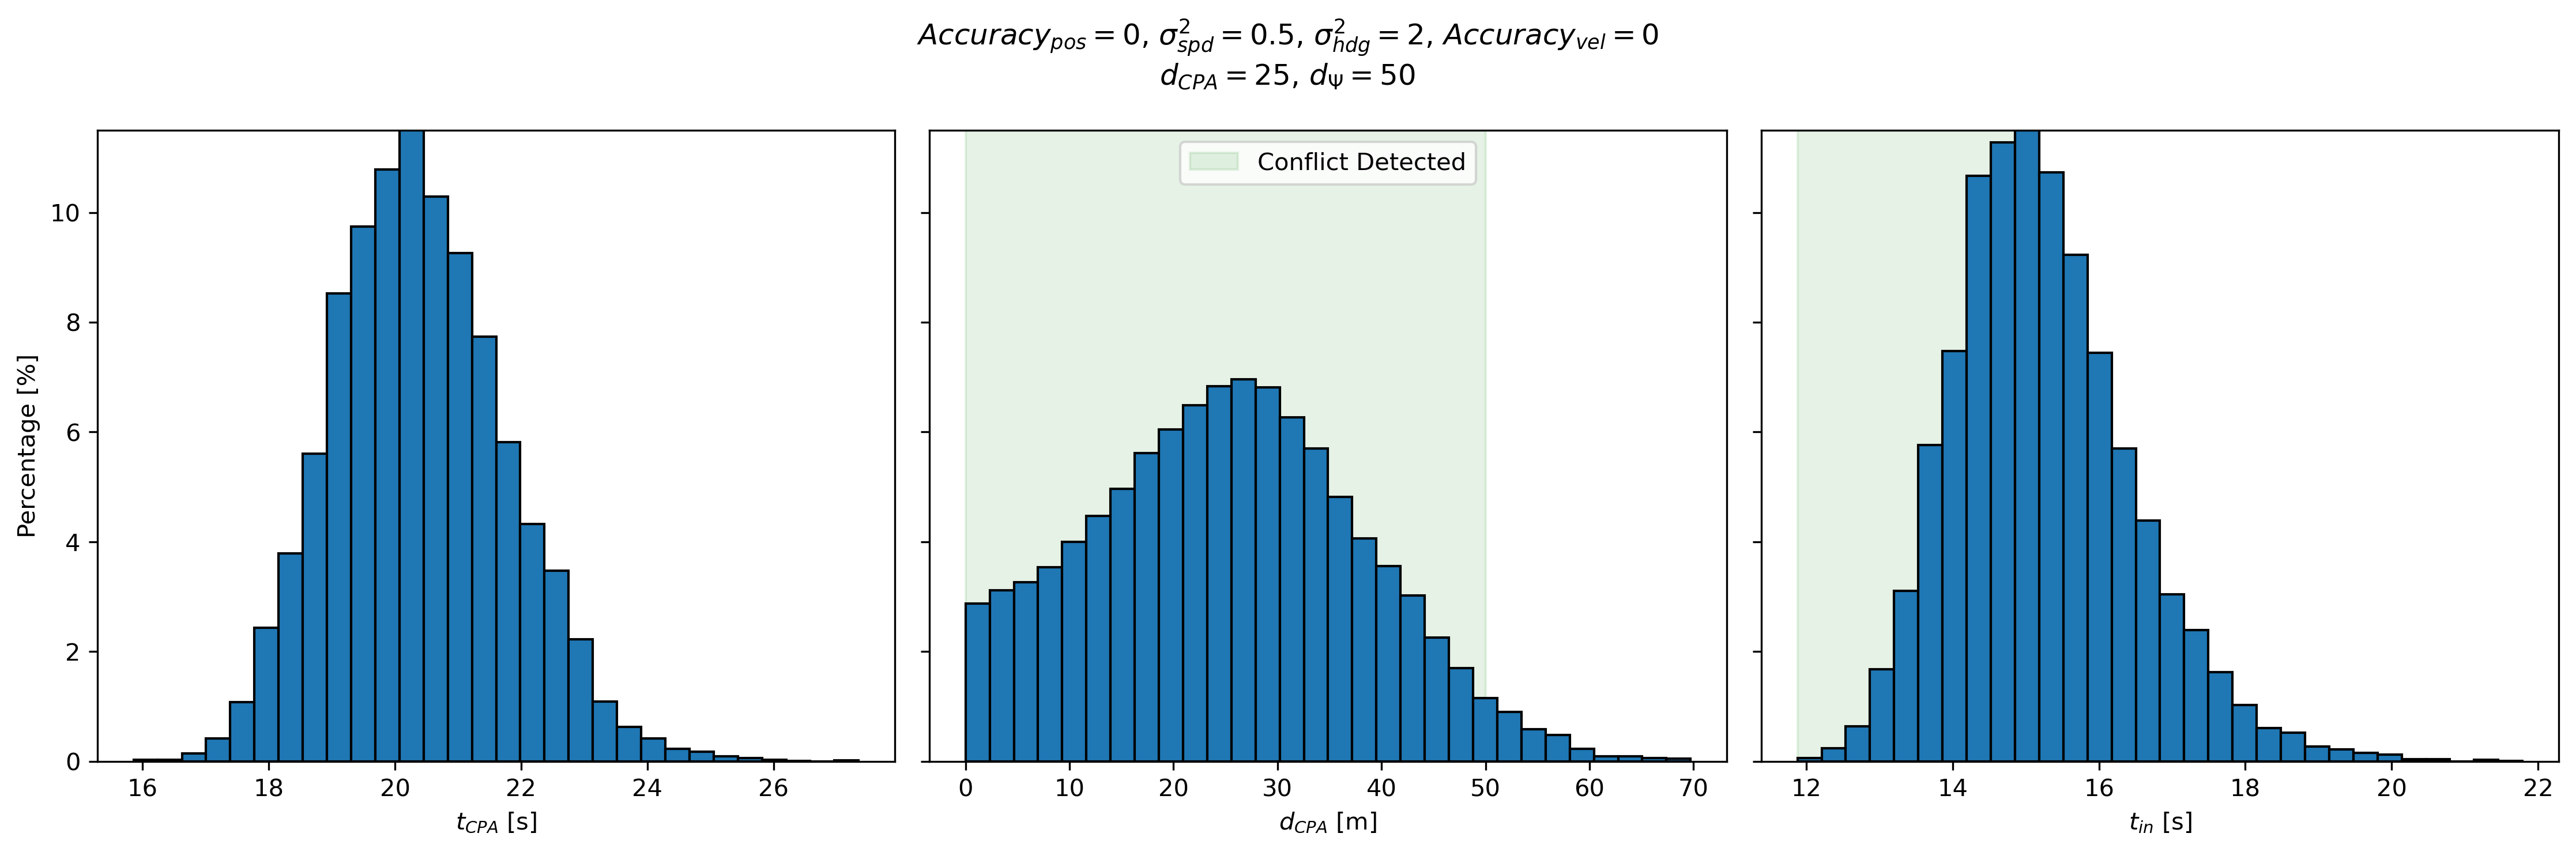 Accuracy_pos = 0, σ²_spd = 0.5, σ²_hdg = 2, Accuracy_vel = 0
d_CPA = 25, d_Ψ = 50
Percentage [%]
10
8
6
4
2
0
16 18 20 22 24 26
t_CPA [s]
Conflict Detected
0 10 20 30 40 50 60 70
d_CPA [m]
12 14 16 18 20 22
t_in [s]